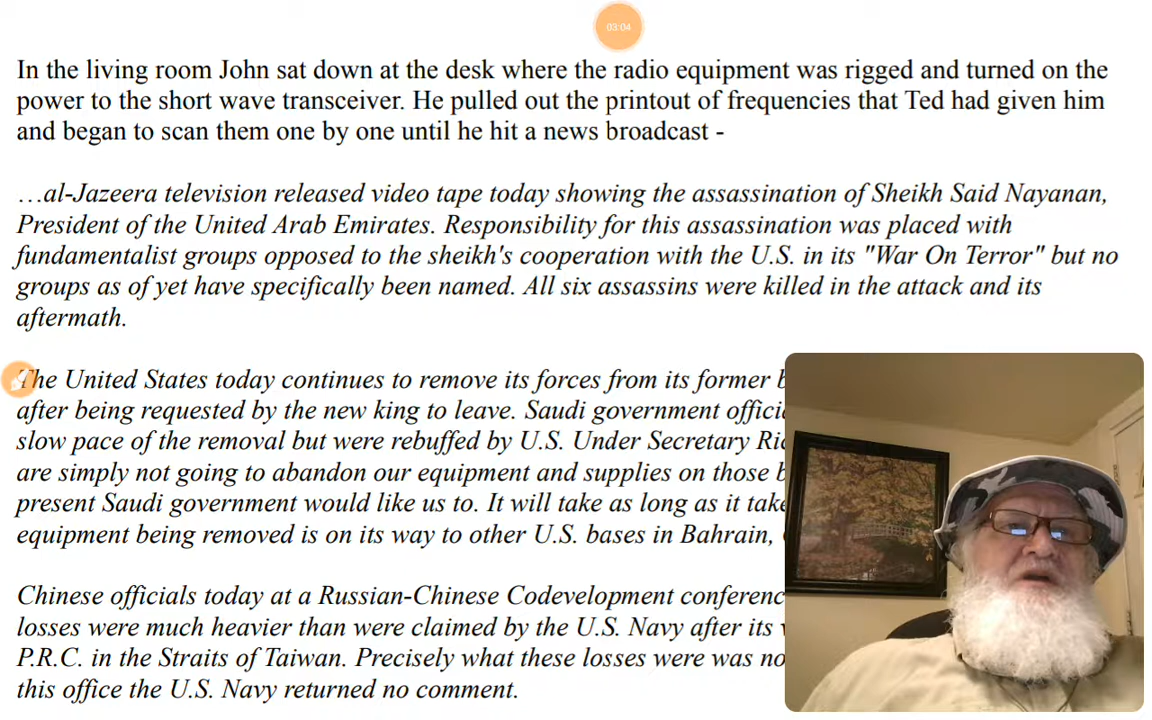 03:04
In the living room John sat down at the desk where the radio equipment was rigged and turned on the
power to the short wave transceiver. He pulled out the printout of frequencies that Ted had given him
and began to scan them one by one until he hit a news broadcast -
…al-Jazeera television released video tape today showing the assassination of Sheikh Said Nayanan,
President of the United Arab Emirates. Responsibility for this assassination was placed with
fundamentalist groups opposed to the sheikh's cooperation with the U.S. in its "War On Terror" but no
groups as of yet have specifically been named. All six assassins were killed in the attack and its
aftermath.
The United States today continues to remove its forces from its former
after being requested by the new king to leave. Saudi government
slow pace of the removal but were rebuffed by U.S. Under Secretary
are simply not going to abandon our equipment and supplies on those
present Saudi government would like us to. It will take as long as it
equipment being removed is on its way to other U.S. bases in Bahrain,
Chinese officials today at a Russian-Chinese Codevelopment
losses were much heavier than were claimed by the U.S. Navy after its
P.R.C. in the Straits of Taiwan. Precisely what these losses were was
this office the U.S. Navy returned no comment.